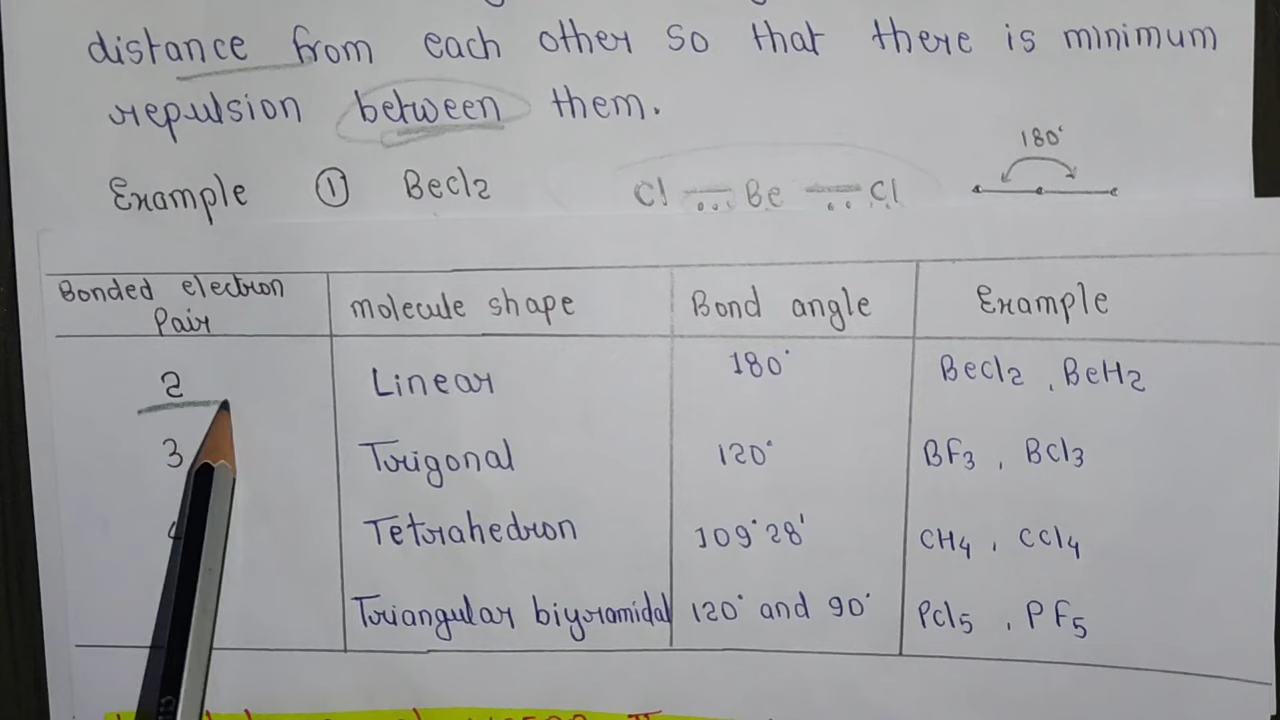 distance from each other so that there is minimum
repulsion between them.
Example ① BeCl2 Cl Be Cl 180°
Bonded electron Pair Molecule shape Bond angle Example
2 Linear 180° BeCl2 , BeH2
3 Trigonal 120° BF3 , BCl3
Tetrahedron 109°28' CH4 , CCl4
Triangular biyramidal 120° and 90° PCl5 , PF5